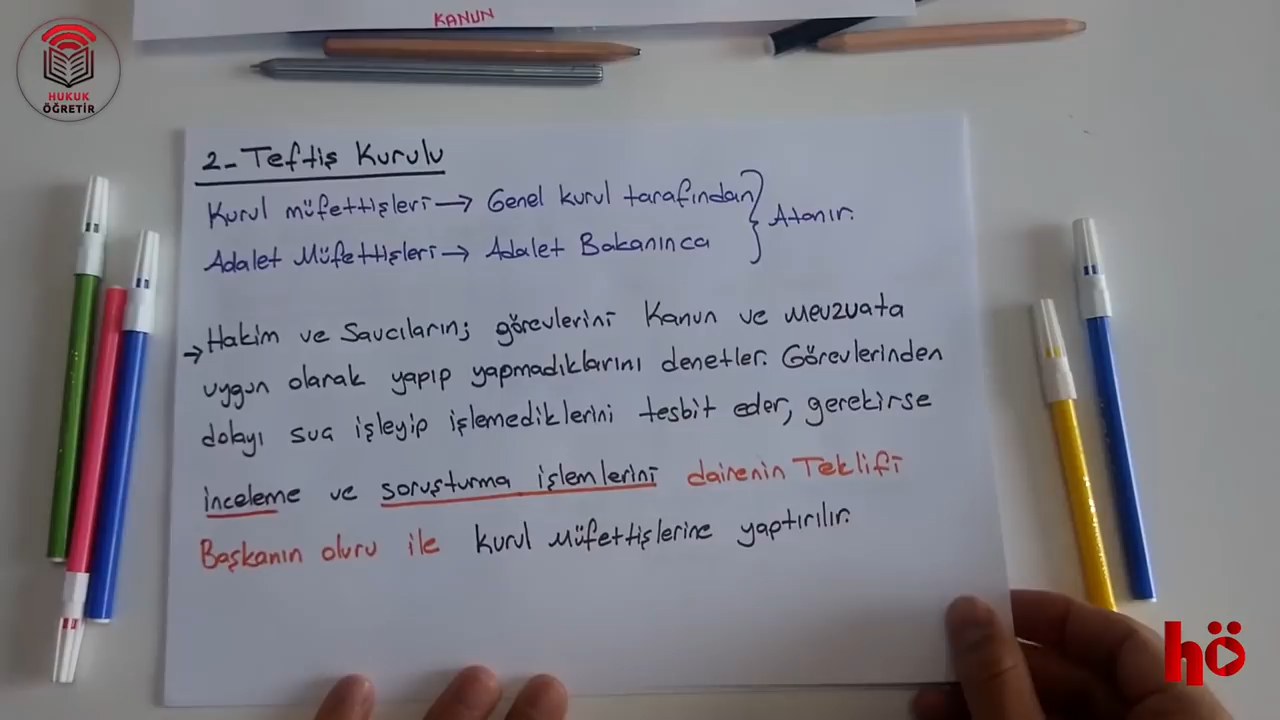 KANUN
HUKUK
ÖĞRETİR
2- Teftiş Kurulu
Kurul müfettişleri → Genel kurul tarafından
Adalet Müfettişleri → Adalet Bakanınca
} Atanır.
→ Hakim ve Savcıların; görevlerini Kanun ve mevzuata
uygun olarak yapıp yapmadıklarını denetler. Görevlerinden
dolayı suç işleyip işlemediklerini tesbit eder, gerekirse
inceleme ve soruşturma işlemlerini dairenin Teklifi
Başkanın oluru ile kurul müfettişlerine yaptırılır.
hö